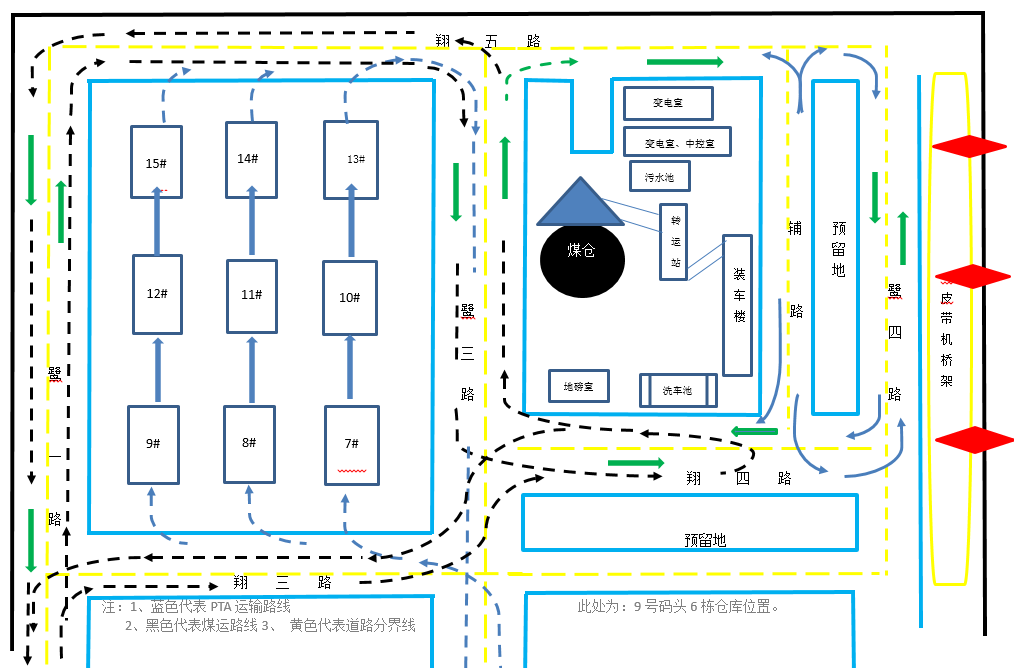 翔 五 路
变电室
变电室、中控室
污水池
15#
14#
13#
煤仓
转运站
装车楼
辅路
预留地
12#
11#
10#
鹭三路
鹭四路
皮带机桥架
鹭一路
地磅室
洗车池
9#
8#
7#
翔 四 路
预留地
翔 三 路
注：1、蓝色代表 PTA 运输路线
2、黑色代表煤运路线 3、 黄色代表道路分界线
此处为：9 号码头 6 栋仓库位置。